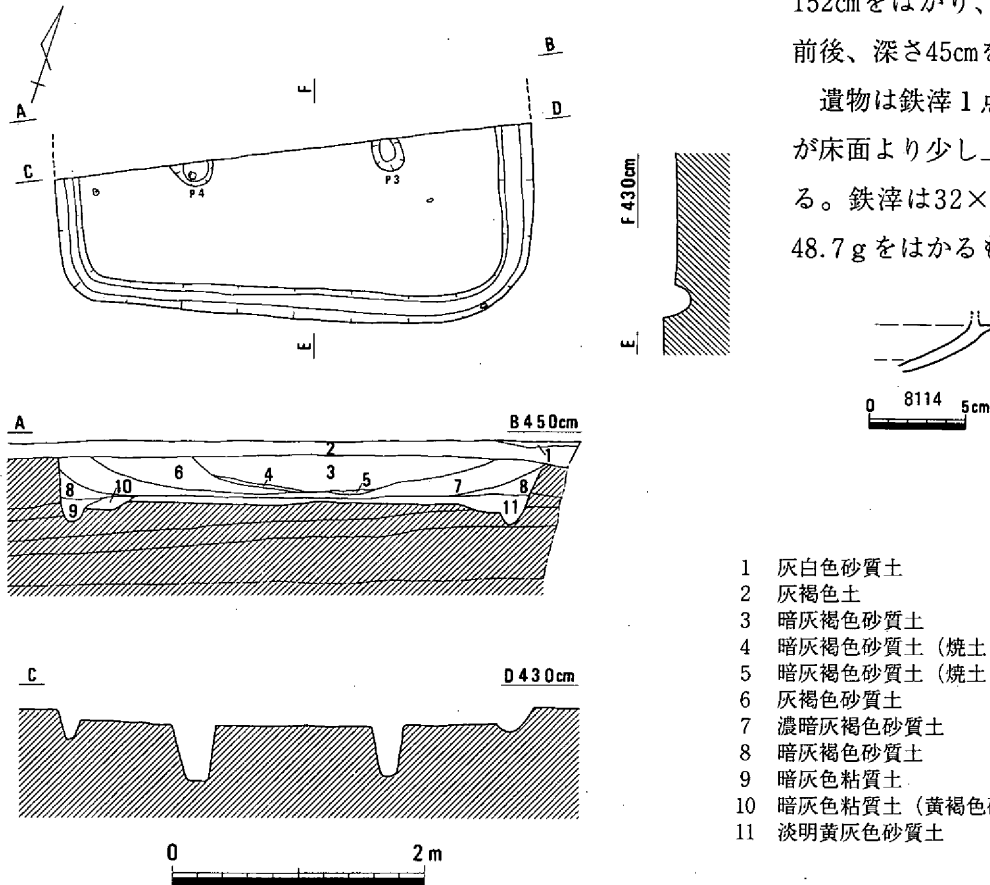 152cmをはかり、
前後、深さ45cmを
遺物は鉄滓1点
が床面より少し上
る。鉄滓は32×
48.7gをはかる
A
B
C
D
F
P4
P3
E
F 430cm
E
0 8114 5cm
A
B 450cm
2
1
6
4
3
5
7
8
8
10
9
11
C
D 430cm
0
2 m
1 灰白色砂質土
2 灰褐色土
3 暗灰褐色砂質土
4 暗灰褐色砂質土(焼土
5 暗灰褐色砂質土(焼土
6 灰褐色砂質土
7 濃暗灰褐色砂質土
8 暗灰褐色砂質土
9 暗灰色粘質土
10 暗灰色粘質土(黄褐色
11 淡明黄灰色砂質土